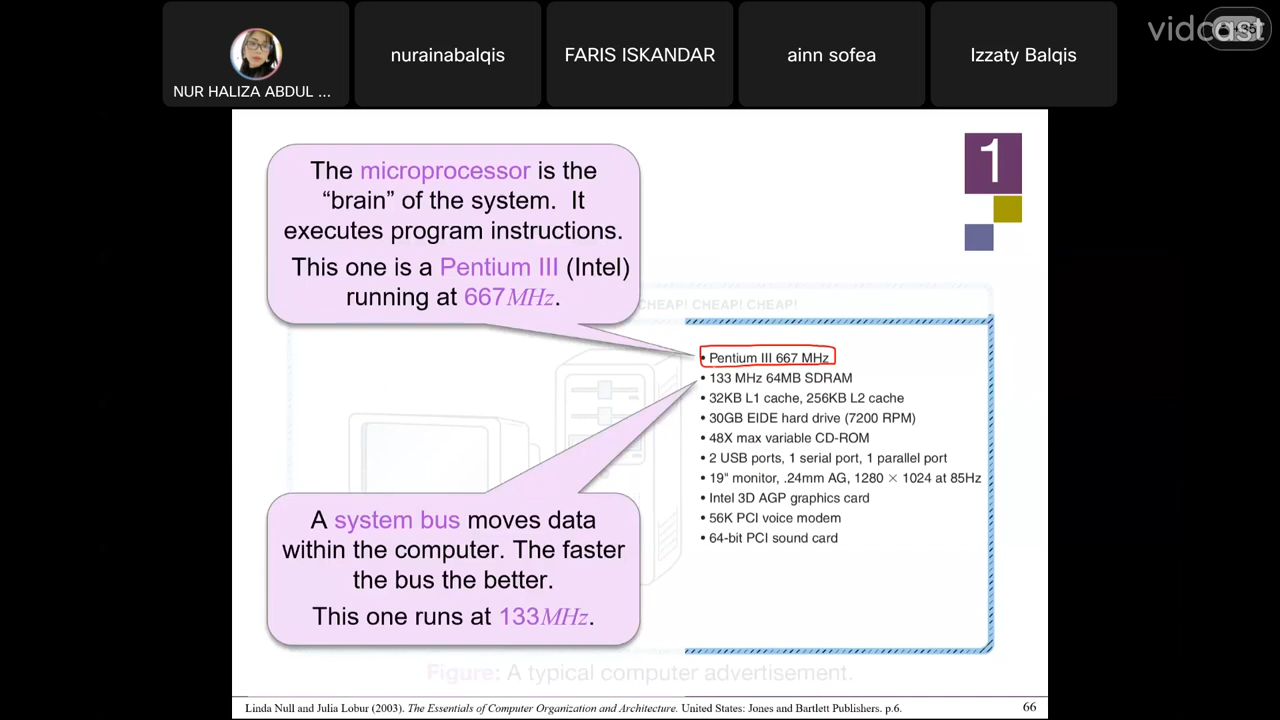 NUR HALIZA ABDUL ...
nurainabalqis
FARIS ISKANDAR
ainn sofea
Izzaty Balqis
vidcast
1
The microprocessor is the
“brain” of the system. It
executes program instructions.
This one is a Pentium III (Intel)
running at 667MHz.
CHEAP! CHEAP! CHEAP!
• Pentium III 667 MHz
• 133 MHz 64MB SDRAM
• 32KB L1 cache, 256KB L2 cache
• 30GB EIDE hard drive (7200 RPM)
• 48X max variable CD-ROM
• 2 USB ports, 1 serial port, 1 parallel port
• 19" monitor, .24mm AG, 1280 × 1024 at 85Hz
• Intel 3D AGP graphics card
• 56K PCI voice modem
• 64-bit PCI sound card
A system bus moves data
within the computer. The faster
the bus the better.
This one runs at 133MHz.
Figure: A typical computer advertisement.
Linda Null and Julia Lobur (2003). The Essentials of Computer Organization and Architecture. United States: Jones and Bartlett Publishers. p.6.
66